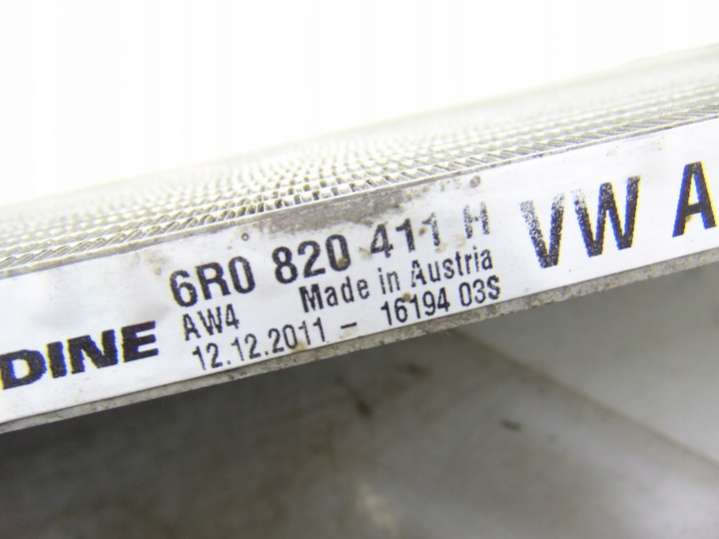 DINE
6R0 820 411 H
AW4 Made in Austria
12.12.2011 - 16194 03S
VW A